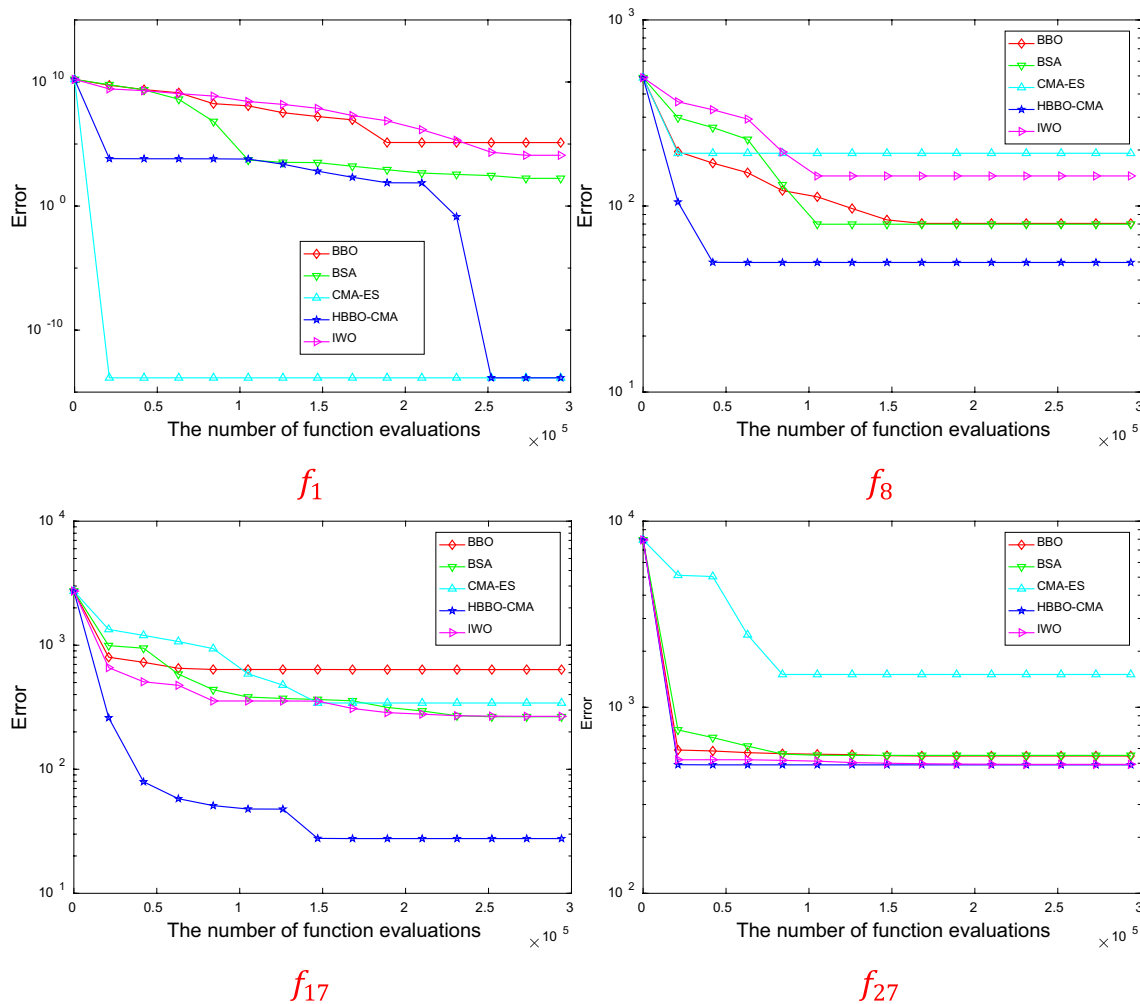 10 10
10 0
10 -10
Error
BBO
BSA
CMA-ES
HBBO-CMA
IWO
0 0.5 1 1.5 2 2.5 3
The number of function evaluations
× 10 5
f1
10 3
10 2
10 1
Error
BBO
BSA
CMA-ES
HBBO-CMA
IWO
0 0.5 1 1.5 2 2.5 3
The number of function evaluations
× 10 5
f8
10 4
10 3
10 2
10 1
Error
BBO
BSA
CMA-ES
HBBO-CMA
IWO
0 0.5 1 1.5 2 2.5 3
The number of function evaluations
× 10 5
f17
10 4
10 3
10 2
Error
BBO
BSA
CMA-ES
HBBO-CMA
IWO
0 0.5 1 1.5 2 2.5 3
The number of function evaluations
× 10 5
f27